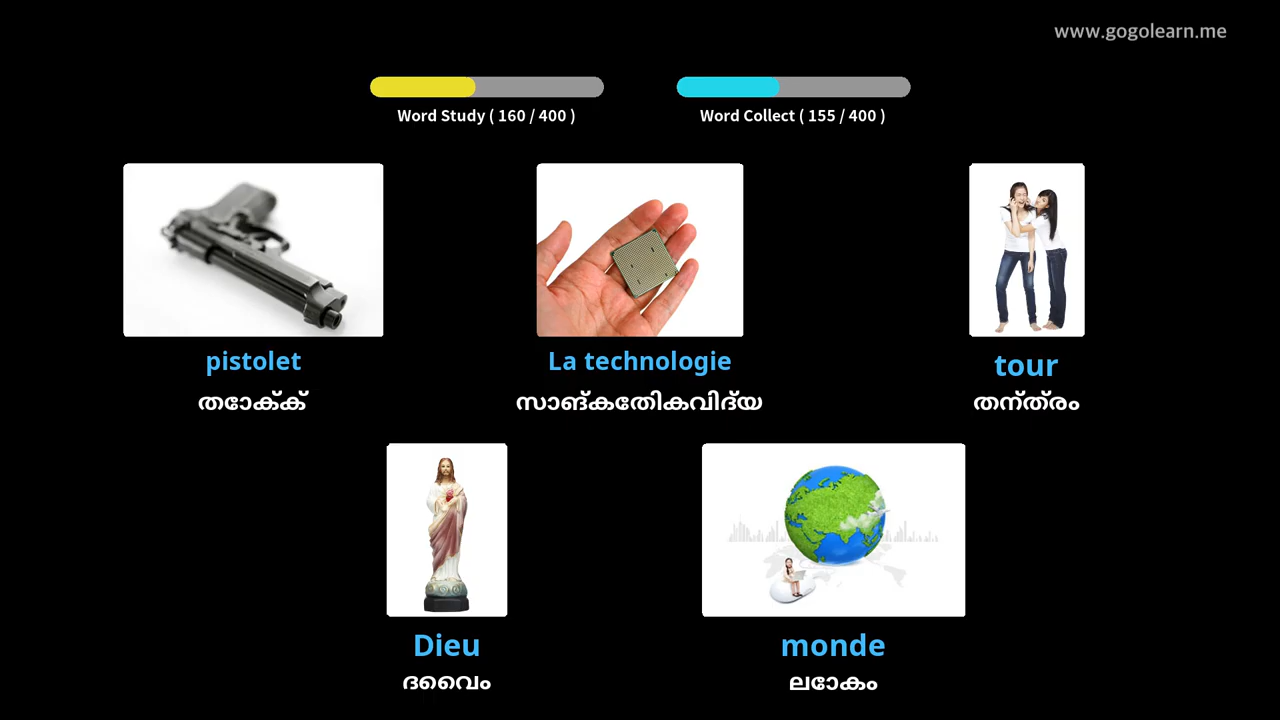 www.gogolearn.me
Word Study ( 160 / 400 )
Word Collect ( 155 / 400 )
pistolet
La technologie
tour
തോക്ക്
സാങ്കേതികവിദ്യ
തന്ത്രം
Dieu
monde
ദൈവം
ലോകം